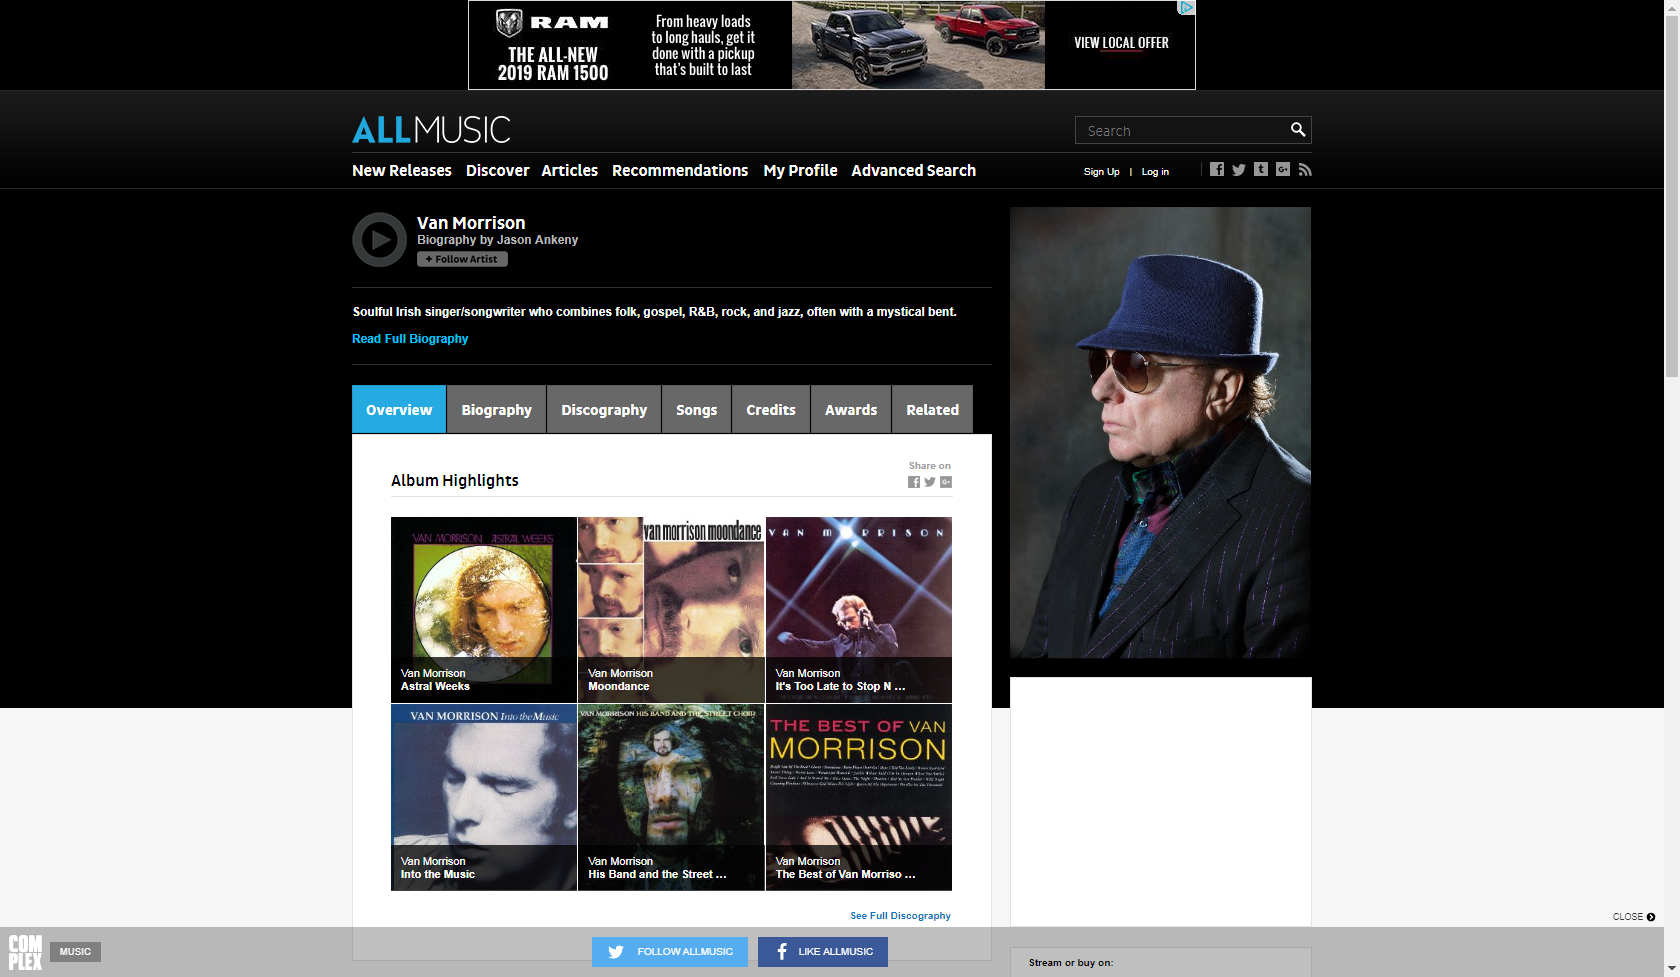 RAM
THE ALL-NEW
2019 RAM 1500
From heavy loads
to long hauls, get it
done with a pickup
that's built to last
VIEW LOCAL OFFER
ALLMUSIC
Search
New Releases Discover Articles Recommendations My Profile Advanced Search
Sign Up | Log in
Van Morrison
Biography by Jason Ankeny
+ Follow Artist
Soulful Irish singer/songwriter who combines folk, gospel, R&B, rock, and jazz, often with a mystical bent.
Read Full Biography
Overview Biography Discography Songs Credits Awards Related
Album Highlights
Share on
VAN MORRISON ASTRAL WEEKS
Van Morrison
Astral Weeks
van morrison moondance
Van Morrison
Moondance
VAN MORRISON
Van Morrison
It's Too Late to Stop N ...
VAN MORRISON Into the Music
Van Morrison
Into the Music
VAN MORRISON HIS BAND AND THE STREET CHOIR
Van Morrison
His Band and the Street ...
THE BEST OF VAN
MORRISON
Van Morrison
The Best of Van Morriso ...
See Full Discography
CLOSE
COM
PLEX
MUSIC
FOLLOW ALLMUSIC
LIKE ALLMUSIC
Stream or buy on: